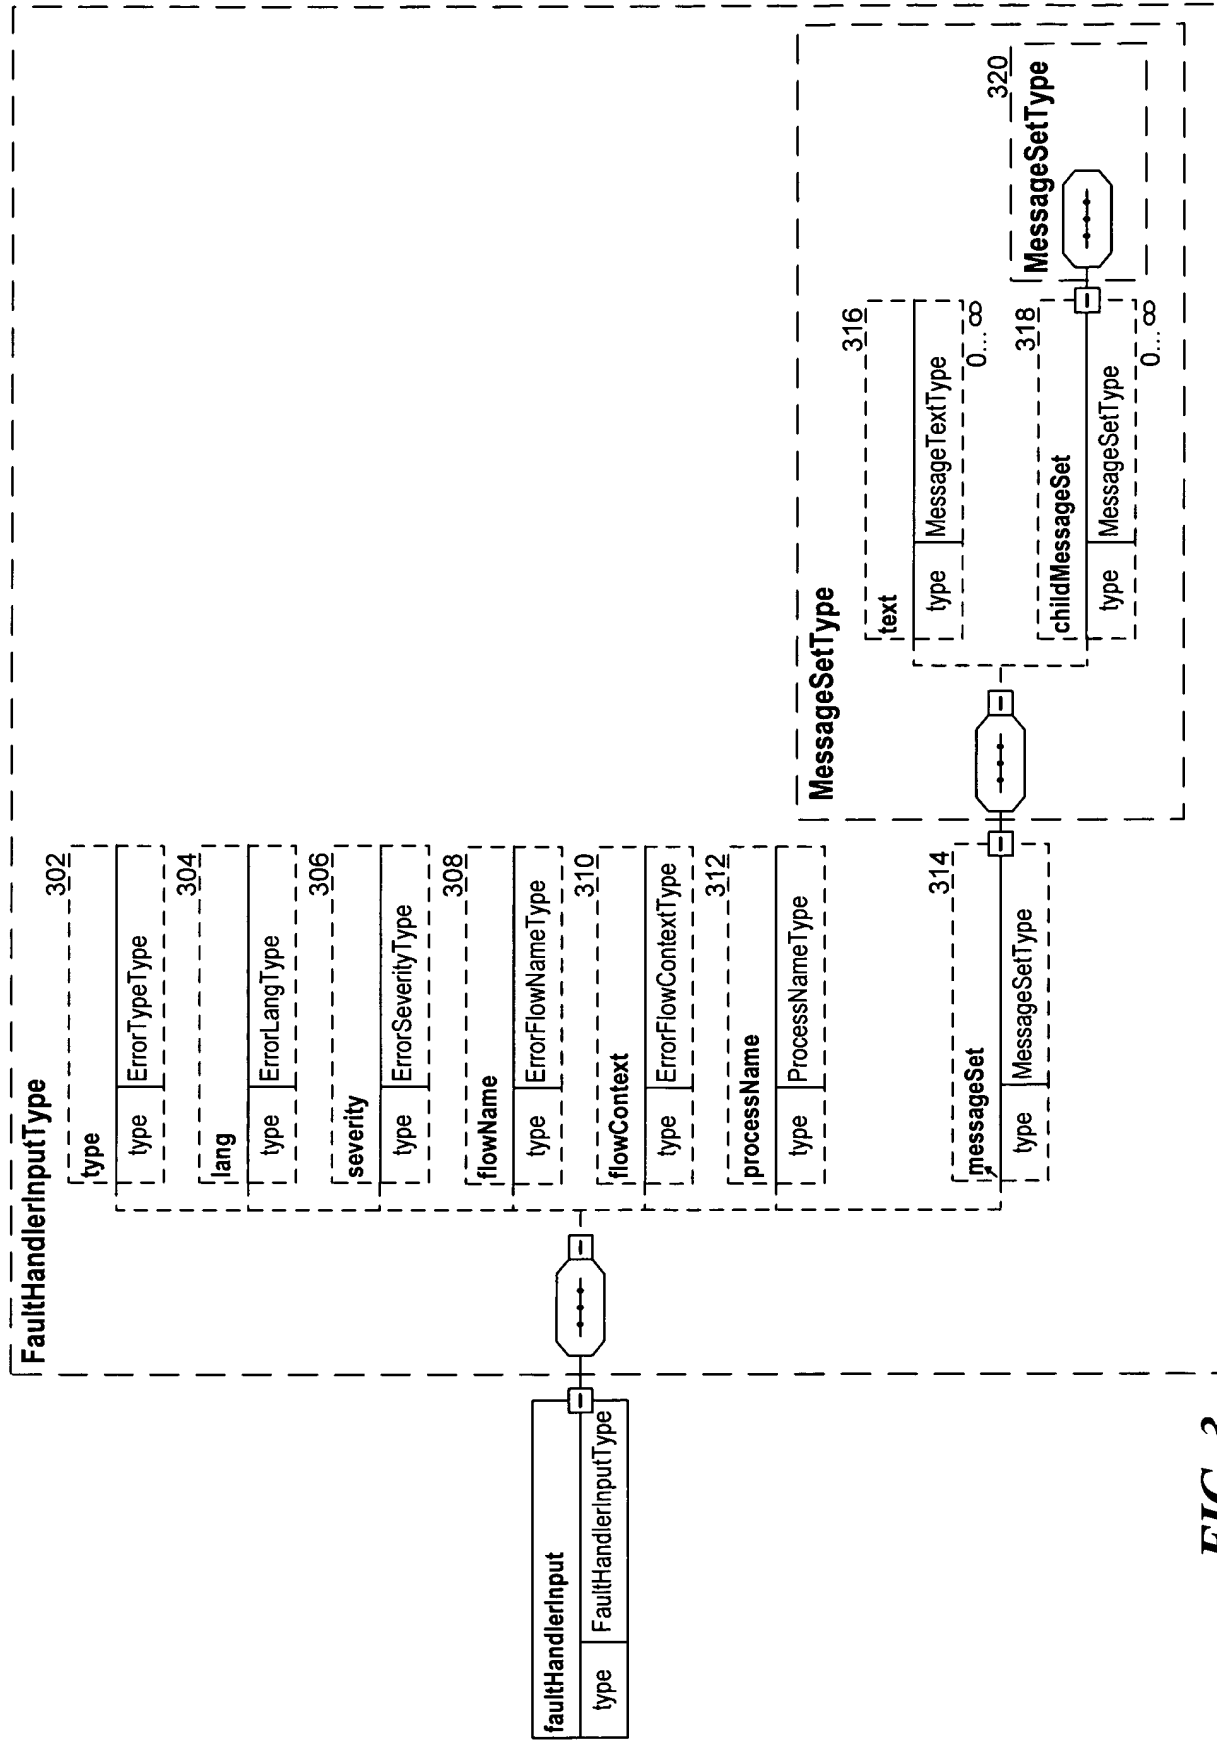 FaultHandlerInputType
faultHandlerInput
type FaultHandlerInputType
302
type
type ErrorTypeType
304
lang
type ErrorLangType
306
severity
type ErrorSeverityType
308
flowName
type ErrorFlowNameType
310
flowContext
type ErrorFlowContextType
312
processName
type ProcessNameType
314
messageSet
type MessageSetType
MessageSetType
316
text
type MessageTextType
0... ∞
318
childMessageSet
type MessageSetType
0... ∞
320
MessageSetType
FIG.